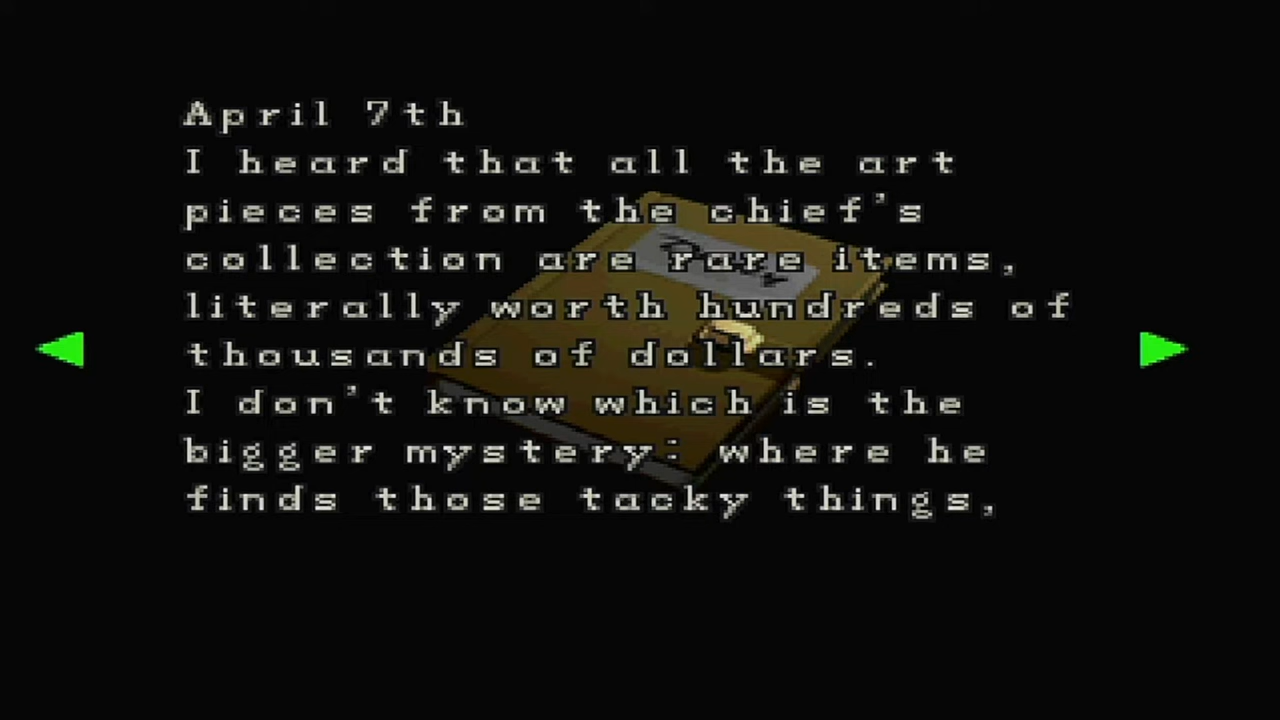 April 7th
I heard that all the art
pieces from the chief's
collection are rare items,
literally worth hundreds of
thousands of dollars.
I don't know which is the
bigger mystery: where he
finds those tacky things,
Diary